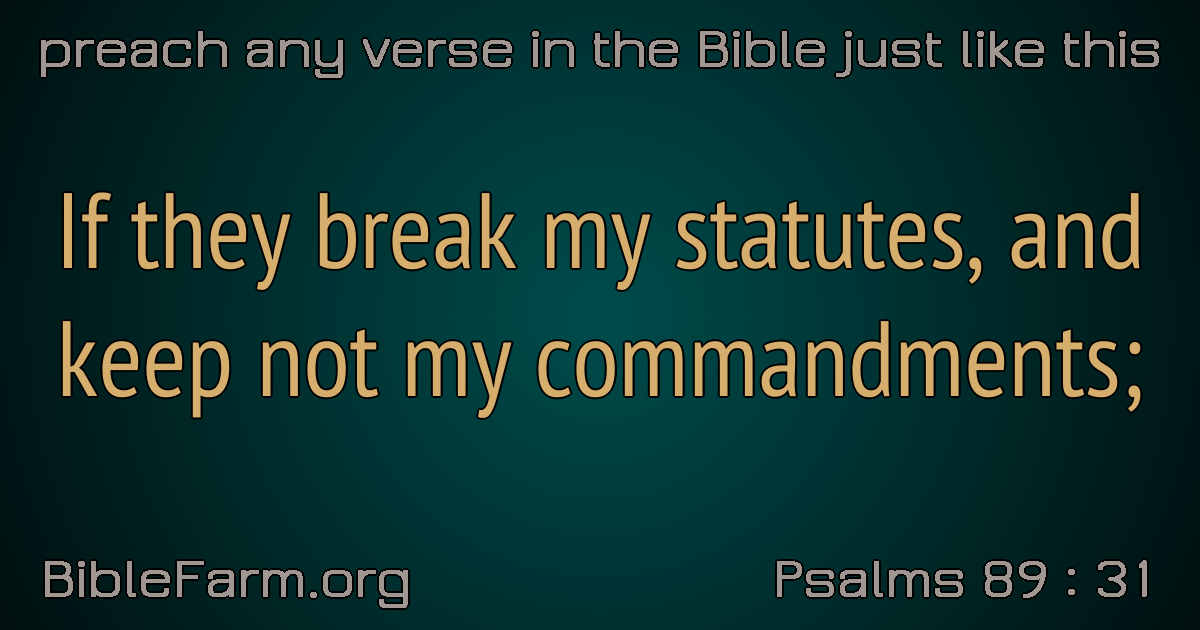 preach any verse in the Bible just like this
If they break my statutes, and
keep not my commandments;
BibleFarm.org
Psalms 89 : 31